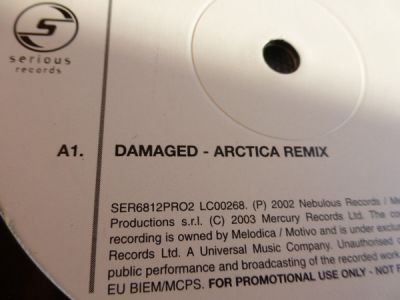 serious
records
A1. DAMAGED - ARCTICA REMIX
SER6812PRO2 LC00268. (P) 2002 Nebulous Records /
Productions s.r.l. (C) 2003 Mercury Records Ltd. The
recording is owned by Melodica / Motivo and is under
Records Ltd. A Universal Music Company. Unauthorised
public performance and broadcasting of the recorded work
EU BIEM/MCPS. FOR PROMOTIONAL USE ONLY - NOT